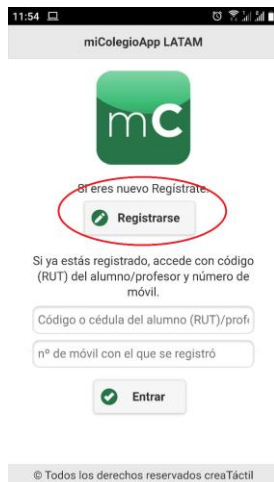 11:54
miColegioApp LATAM
mC
Si eres nuevo Regístrate.
Registrarse
Si ya estás registrado, accede con código
(RUT) del alumno/profesor y número de
móvil.
Código o cédula del alumno (RUT)/profe
nº de móvil con el que se registró
Entrar
© Todos los derechos reservados creaTáctil